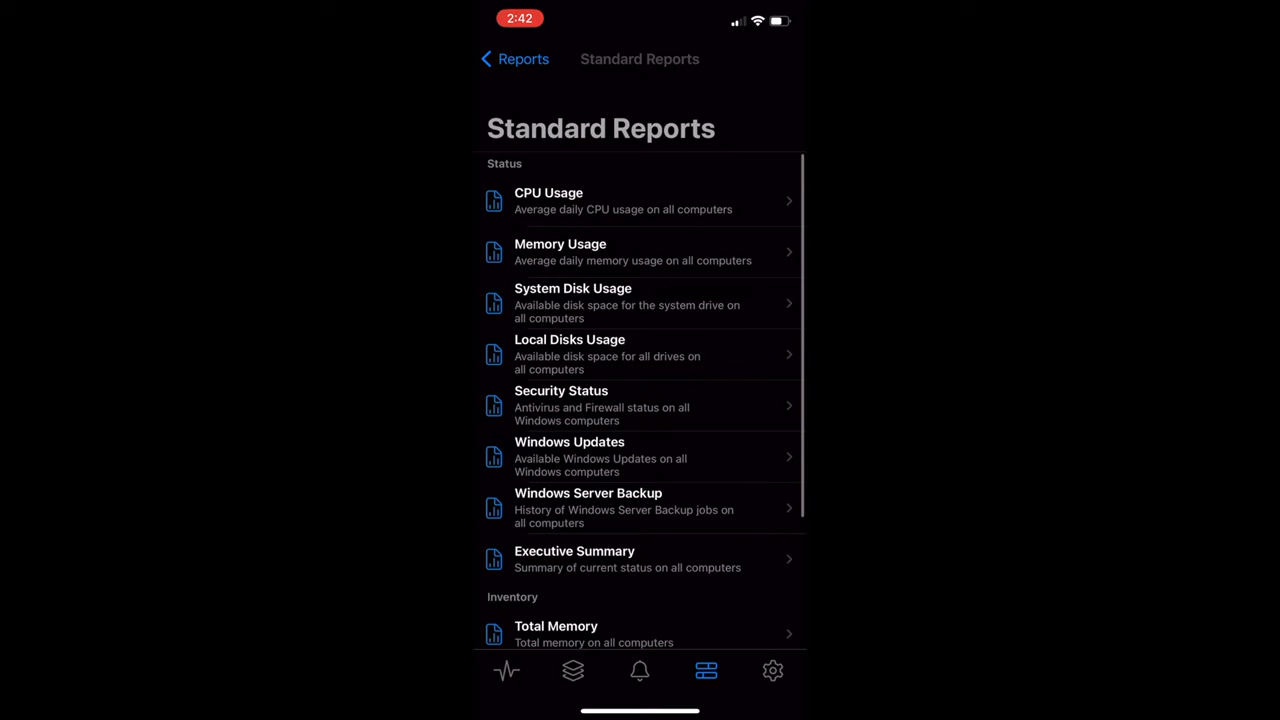 2:42
Reports
Standard Reports
Standard Reports
Status
CPU Usage
Average daily CPU usage on all computers
Memory Usage
Average daily memory usage on all computers
System Disk Usage
Available disk space for the system drive on
all computers
Local Disks Usage
Available disk space for all drives on
all computers
Security Status
Antivirus and Firewall status on all
Windows computers
Windows Updates
Available Windows Updates on all
Windows computers
Windows Server Backup
History of Windows Server Backup jobs on
all computers
Executive Summary
Summary of current status on all computers
Inventory
Total Memory
Total memory on all computers